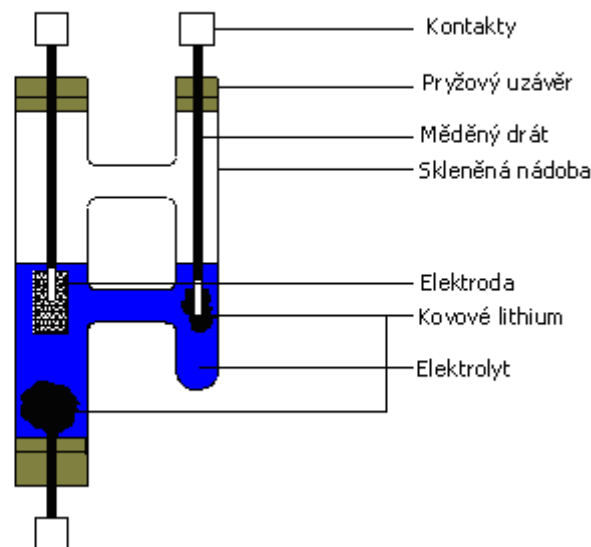 Kontakty
Pryžový uzávěr
Měděný drát
Skleněná nádoba
Elektroda
Kovové lithium
Elektrolyt